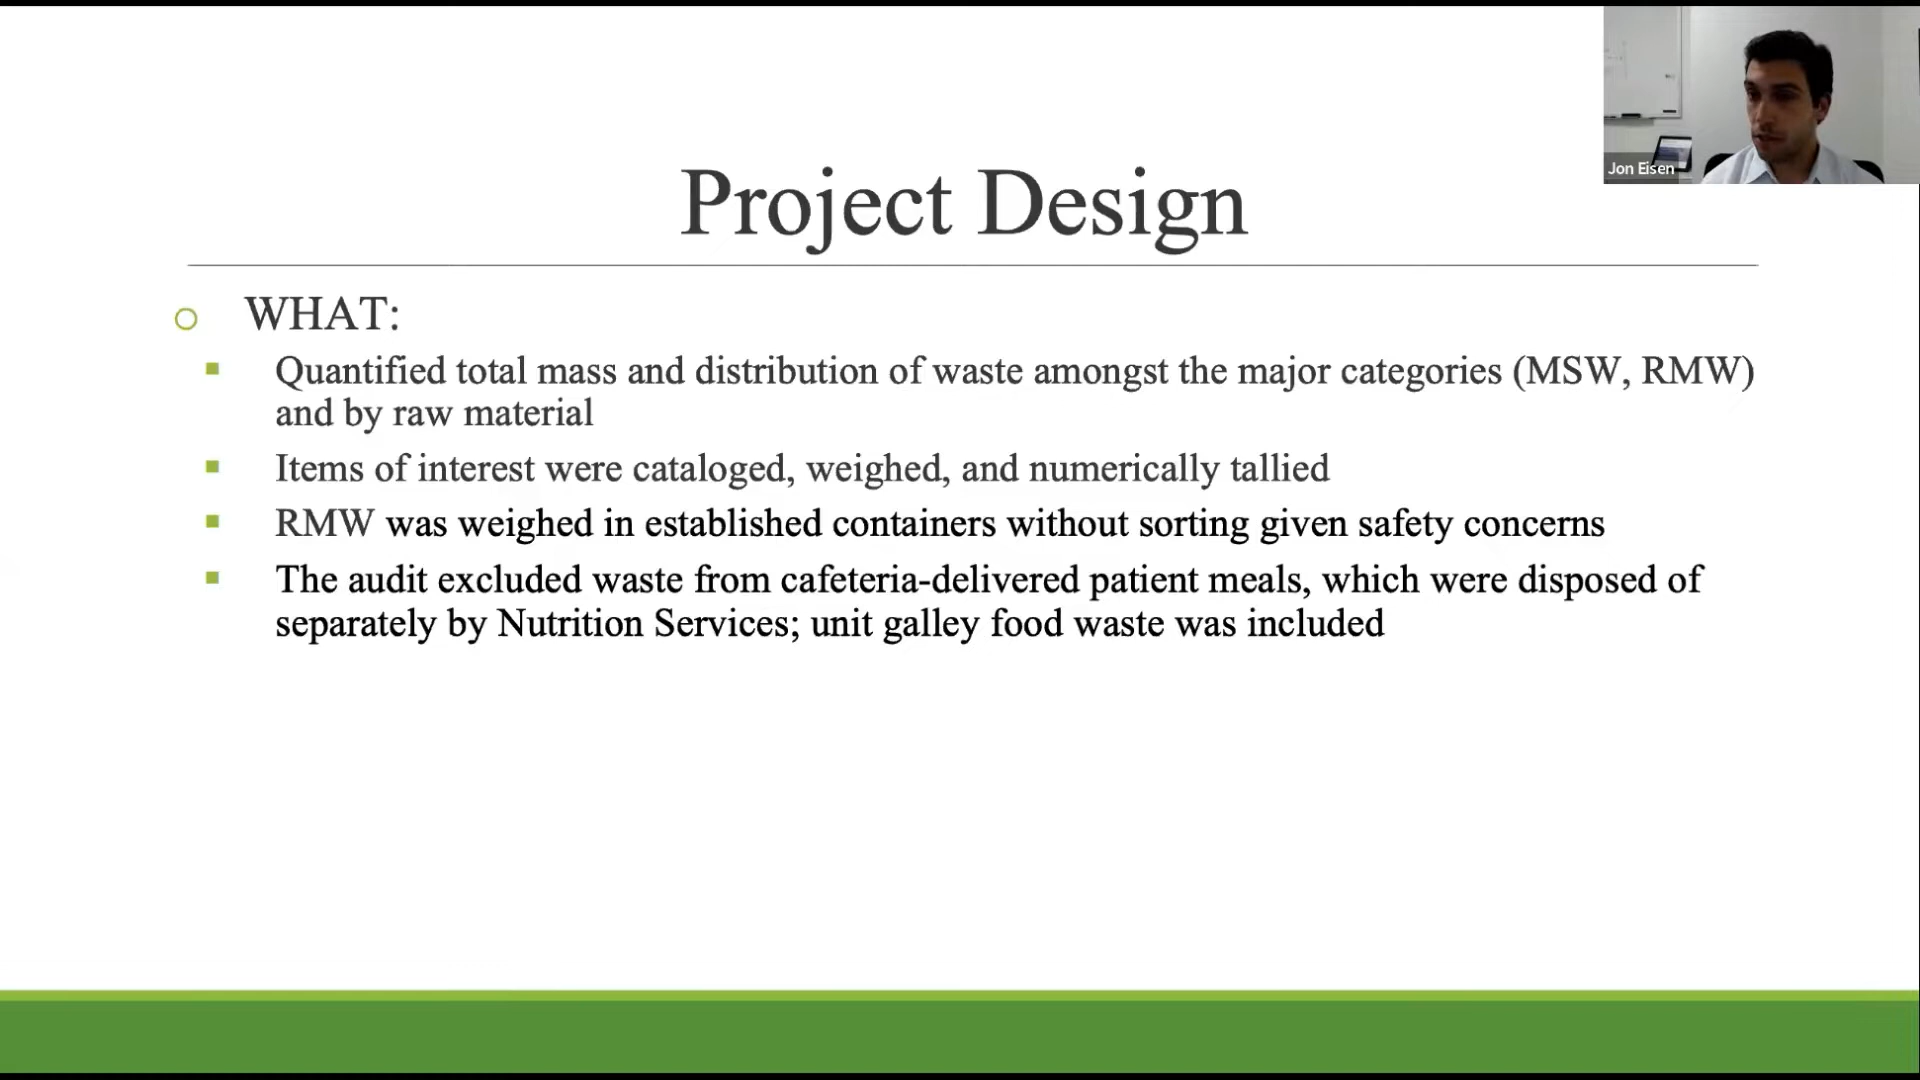 Jon Eisen
Project Design
WHAT:
Quantified total mass and distribution of waste amongst the major categories (MSW, RMW)
and by raw material
Items of interest were cataloged, weighed, and numerically tallied
RMW was weighed in established containers without sorting given safety concerns
The audit excluded waste from cafeteria-delivered patient meals, which were disposed of
separately by Nutrition Services; unit galley food waste was included